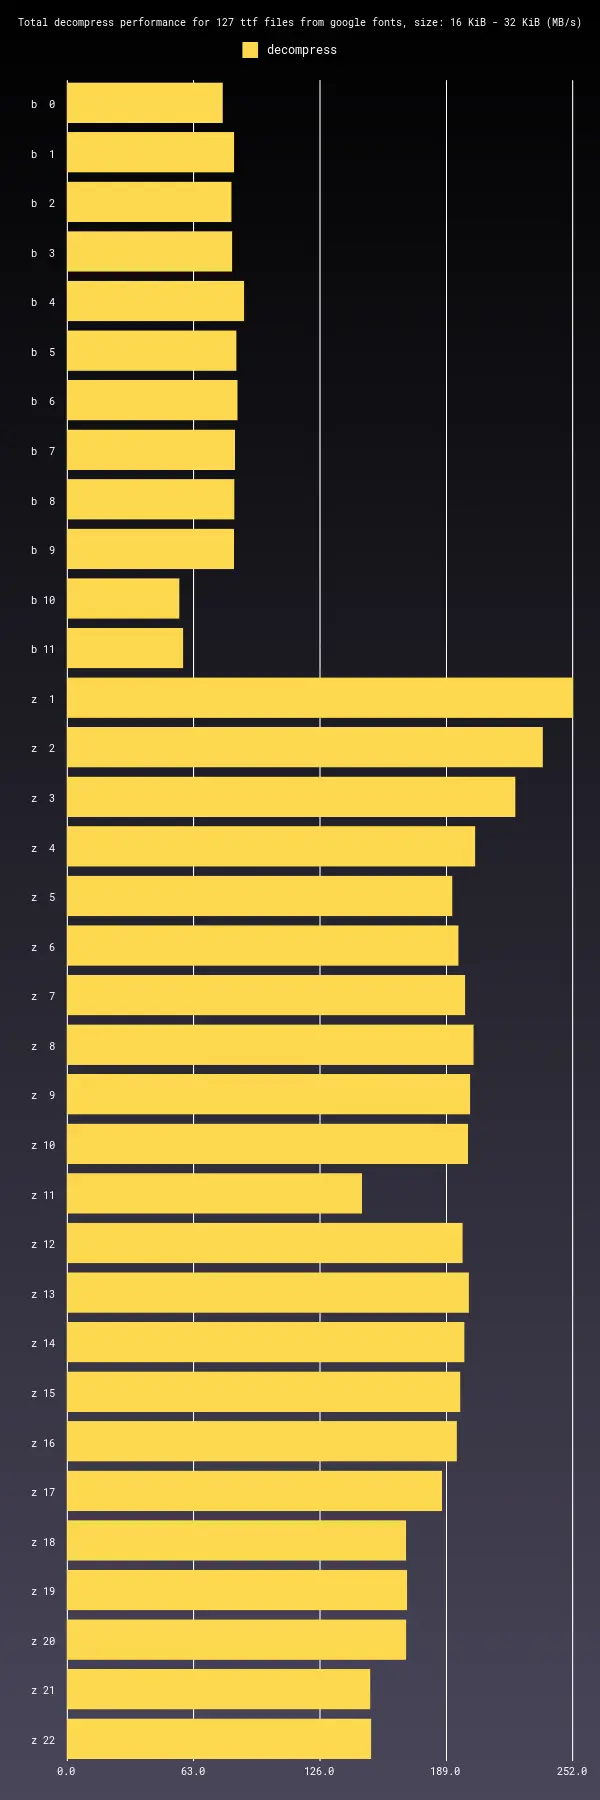 Total decompress performance for 127 ttf files from google fonts, size: 16 KiB - 32 KiB (MB/s)
decompress
b 0
b 1
b 2
b 3
b 4
b 5
b 6
b 7
b 8
b 9
b 10
b 11
z 1
z 2
z 3
z 4
z 5
z 6
z 7
z 8
z 9
z 10
z 11
z 12
z 13
z 14
z 15
z 16
z 17
z 18
z 19
z 20
z 21
z 22
0.0 63.0 126.0 189.0 252.0